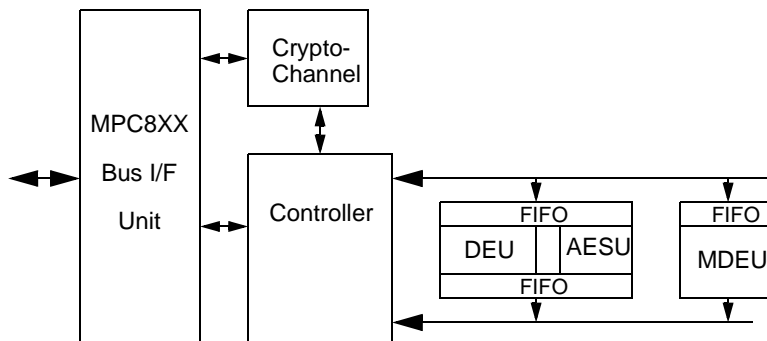 Crypto-
Channel
MPC8XX
Bus I/F
Unit
Controller
FIFO
DEU
AESU
FIFO
FIFO
MDEU